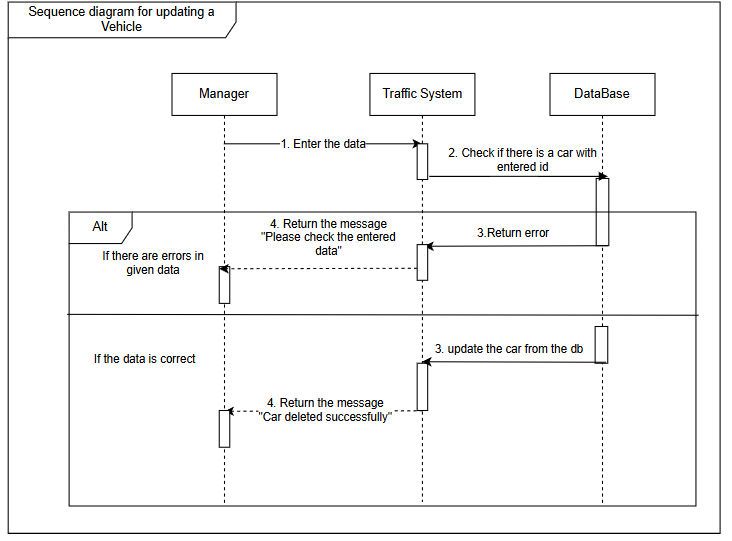 Sequence diagram for updating a
Vehicle
Manager
Traffic System
DataBase
1. Enter the data
2. Check if there is a car with
entered id
Alt
4. Return the message
"Please check the entered
data"
3.Return error
If there are errors in
given data
3. update the car from the db
If the data is correct
4. Return the message
"Car deleted successfully"